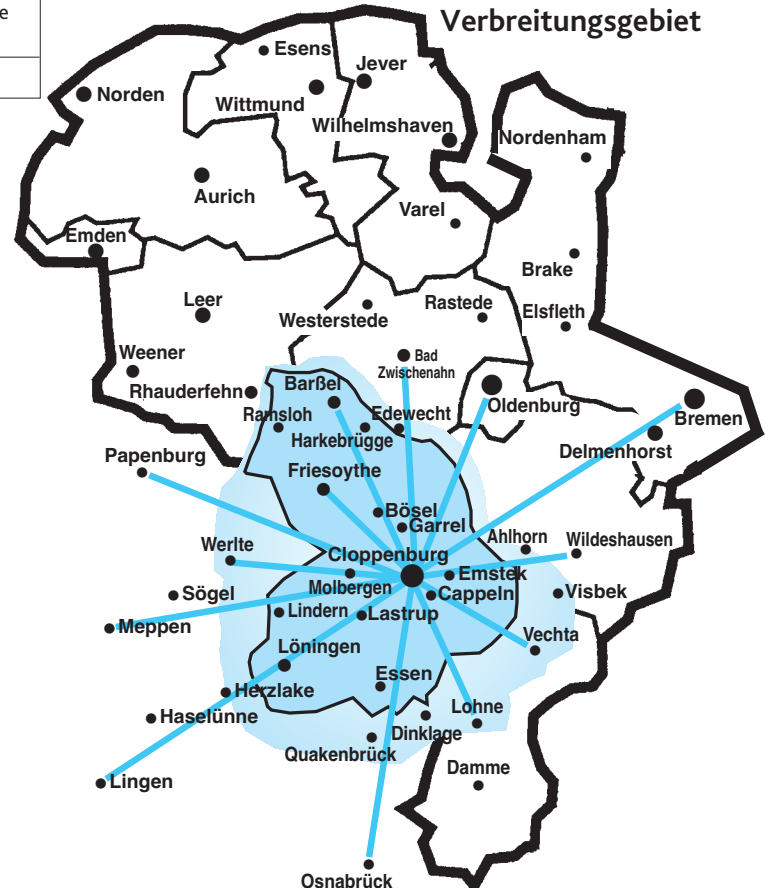 e
Verbreitungsgebiet
Esens
Jever
Norden
Wittmund
Wilhelmshaven
Nordenham
Aurich
Varel
Emden
Brake
Leer
Rastede
Westerstede
Elsfleth
Weener
Bad
Zwischenahn
Rhauderfehn
Barßel
Oldenburg
Ramsloh
Edewecht
Bremen
Harkebrügge
Delmenhorst
Papenburg
Friesoythe
Bösel
Garrel
Ahlhorn
Wildeshausen
Werlte
Cloppenburg
Emstek
Molbergen
Cappeln
Visbek
Sögel
Lindern
Lastrup
Meppen
Vechta
Löningen
Essen
Herzlake
Lohne
Haselünne
Dinklage
Quakenbrück
Damme
Lingen
Osnabrück